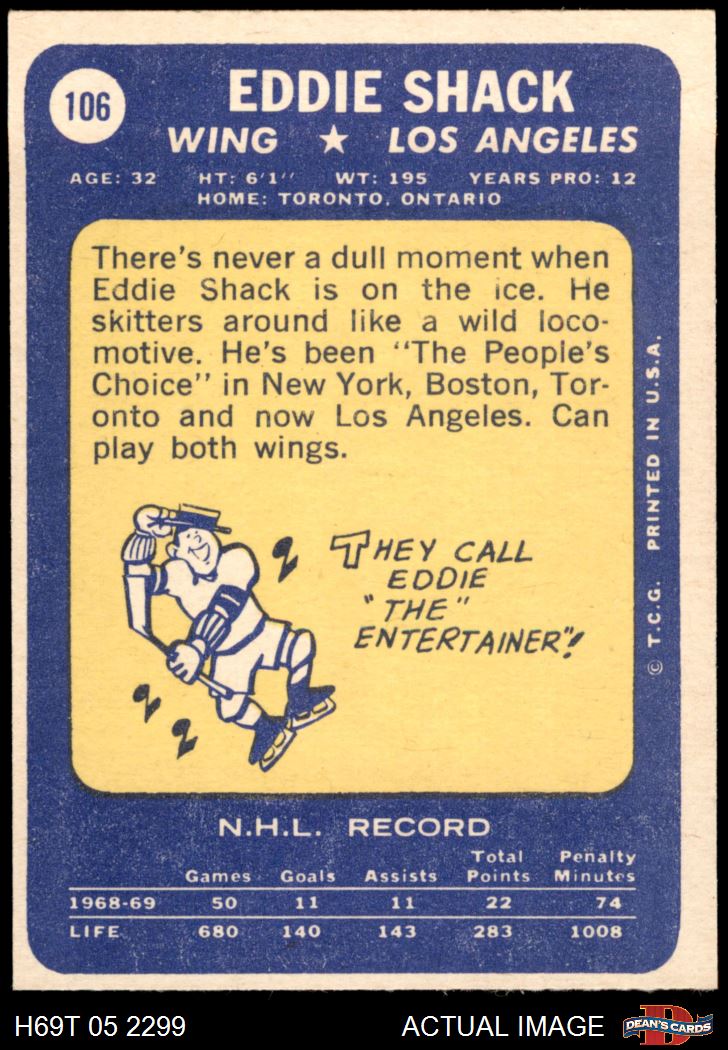 106
EDDIE SHACK
WING ★ LOS ANGELES
AGE: 32 HT: 6'1'' WT: 195 YEARS PRO: 12
HOME: TORONTO, ONTARIO
There's never a dull moment when
Eddie Shack is on the ice. He
skitters around like a wild loco-
motive. He's been "The People's
Choice" in New York, Boston, Tor-
onto and now Los Angeles. Can
play both wings.
THEY CALL
EDDIE
"THE"
ENTERTAINER"!
© T.C.G. PRINTED IN U.S.A.
N.H.L. RECORD
Games Goals Assists Total Points Penalty Minutes
1968-69 50 11 11 22 74
LIFE 680 140 143 283 1008
H69T 05 2299 ACTUAL IMAGE
D
DEAN'S CARDS